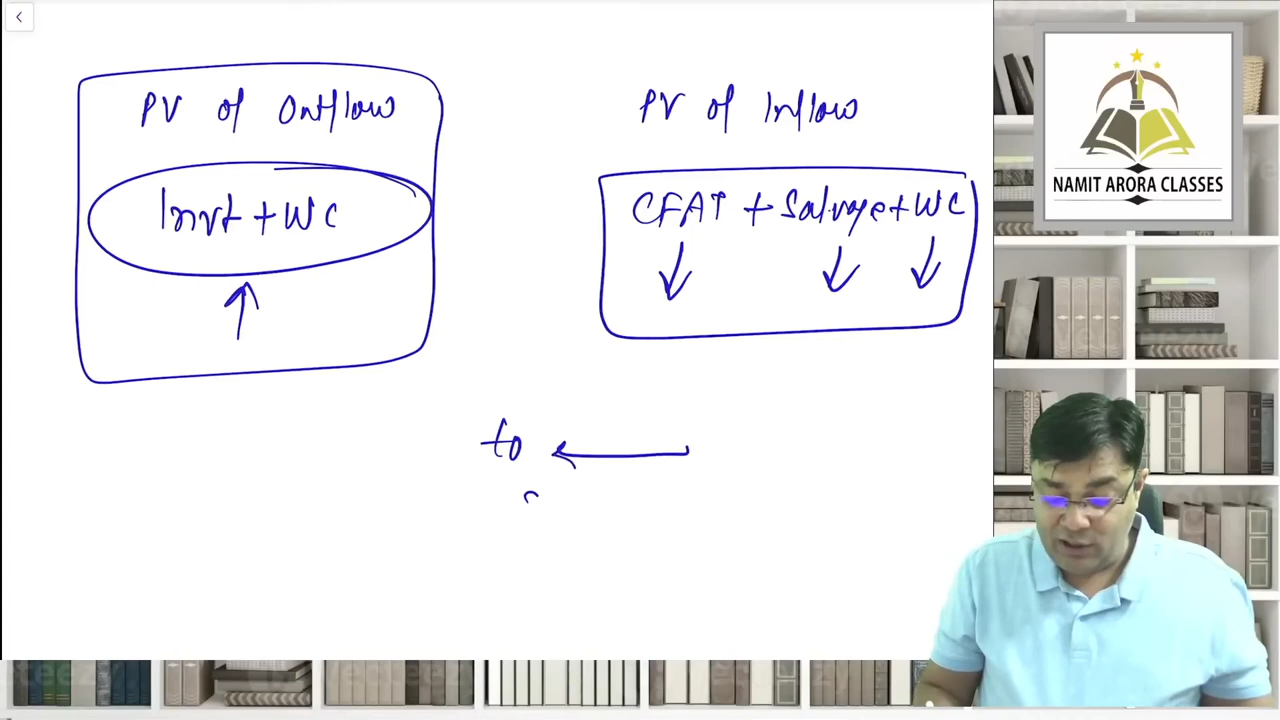 PV of Outflow
Invt + WC
PV of Inflow
CFAT + Salvage + WC
to
NAMIT ARORA CLASSES